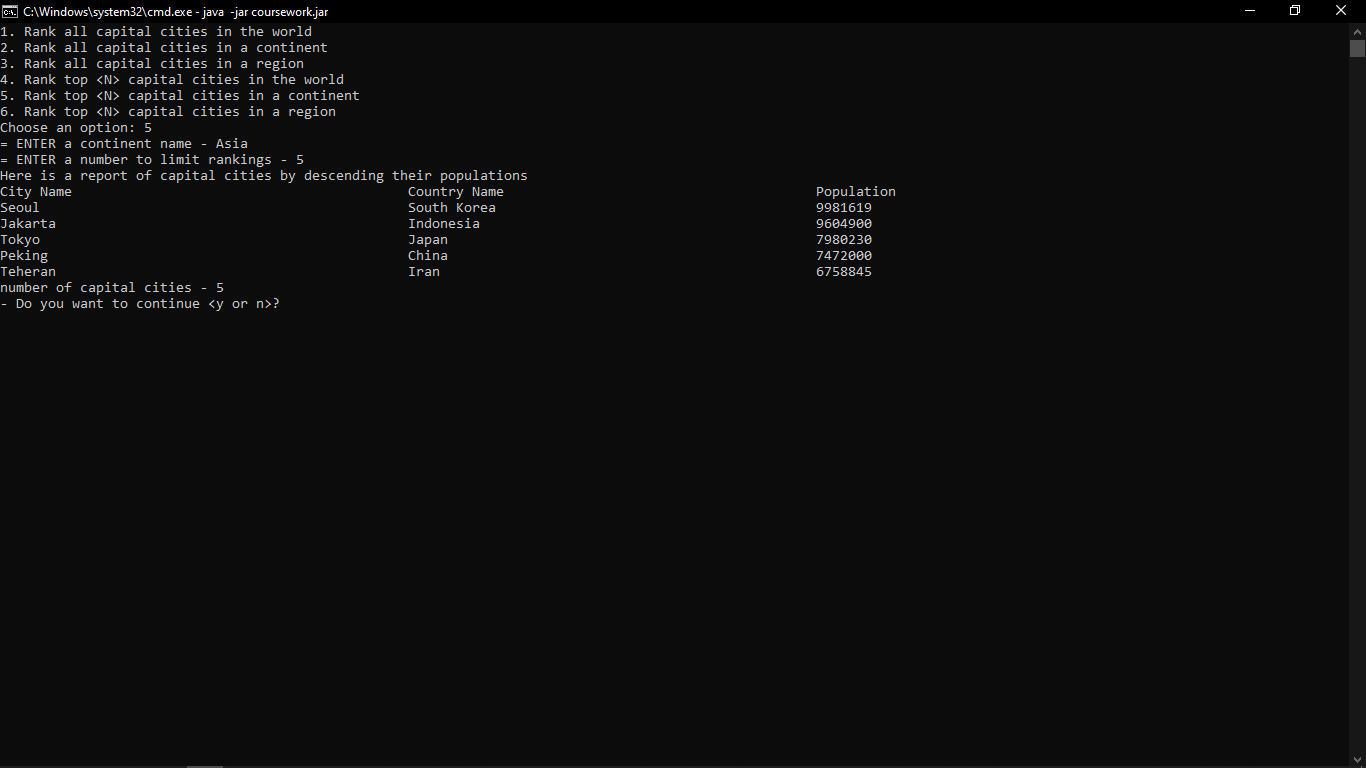 C:\Windows\system32\cmd.exe - java -jar coursework.jar
1. Rank all capital cities in the world
2. Rank all capital cities in a continent
3. Rank all capital cities in a region
4. Rank top <N> capital cities in the world
5. Rank top <N> capital cities in a continent
6. Rank top <N> capital cities in a region
Choose an option: 5
= ENTER a continent name - Asia
= ENTER a number to limit rankings - 5
Here is a report of capital cities by descending their populations
City Name Country Name Population
Seoul South Korea 9981619
Jakarta Indonesia 9604900
Tokyo Japan 7980230
Peking China 7472000
Teheran Iran 6758845
number of capital cities - 5
- Do you want to continue <y or n>?